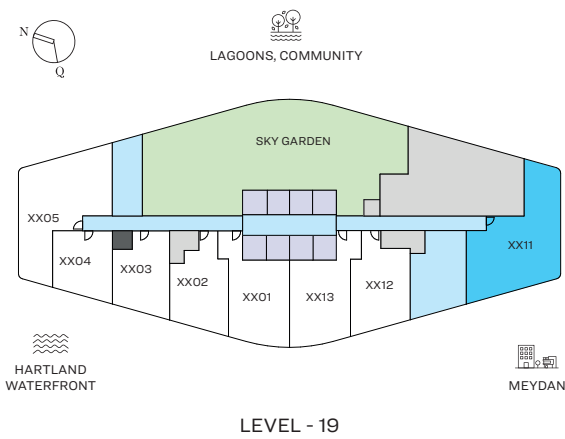 N
Q
LAGOONS, COMMUNITY
SKY GARDEN
XX05
XX04
XX03
XX02
XX01
XX13
XX12
XX11
HARTLAND
WATERFRONT
MEYDAN
LEVEL - 19